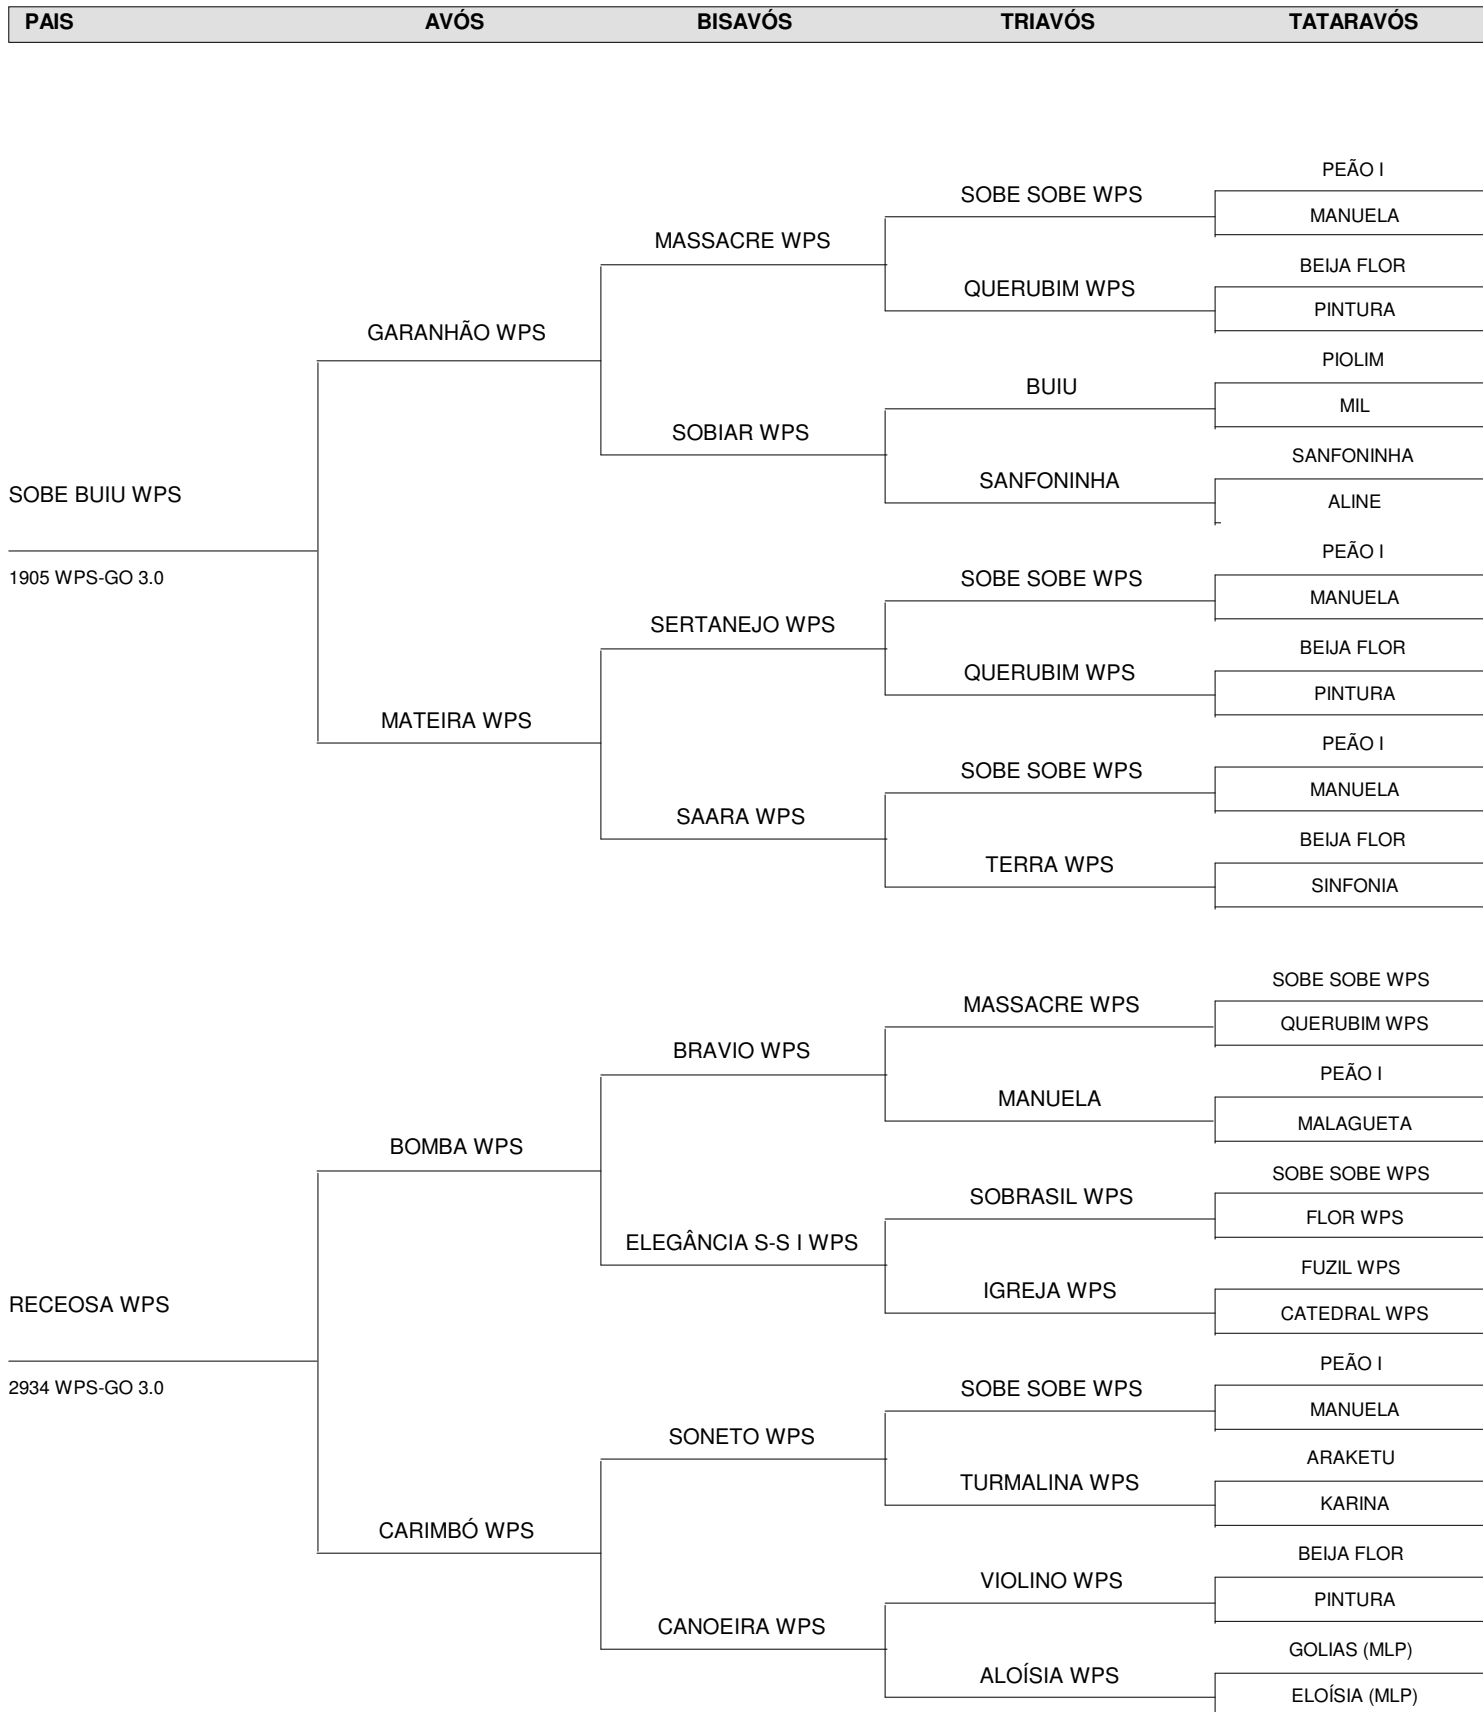 PAIS AVÓS BISAVÓS TRIAVÓS TATARAVÓS
PEÃO I
SOBE SOBE WPS
MANUELA
MASSACRE WPS
BEIJA FLOR
QUERUBIM WPS
PINTURA
GARANHÃO WPS
PIOLIM
BUIU
MIL
SOBIAR WPS
SANFONINHA
SANFONINHA
ALINE
SOBE BUIU WPS
PEÃO I
1905 WPS-GO 3.0
SOBE SOBE WPS
MANUELA
SERTANEJO WPS
BEIJA FLOR
QUERUBIM WPS
PINTURA
MATEIRA WPS
PEÃO I
SOBE SOBE WPS
MANUELA
SAARA WPS
BEIJA FLOR
TERRA WPS
SINFONIA
SOBE SOBE WPS
MASSACRE WPS
QUERUBIM WPS
BRAVIO WPS
PEÃO I
MANUELA
MALAGUETA
BOMBA WPS
SOBE SOBE WPS
SOBRASIL WPS
FLOR WPS
ELEGÂNCIA S-S I WPS
FUZIL WPS
IGREJA WPS
CATEDRAL WPS
RECEOSA WPS
PEÃO I
2934 WPS-GO 3.0
SOBE SOBE WPS
MANUELA
SONETO WPS
ARAKETU
TURMALINA WPS
KARINA
CARIMBÓ WPS
BEIJA FLOR
VIOLINO WPS
PINTURA
CANOEIRA WPS
GOLIAS (MLP)
ALOÍSIA WPS
ELOÍSIA (MLP)